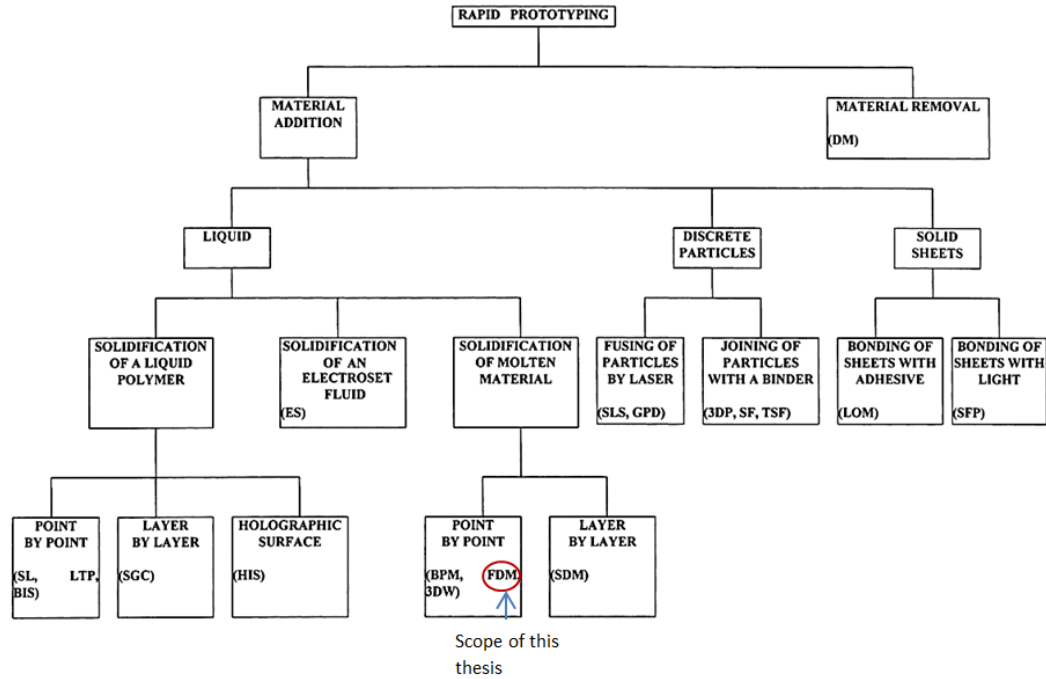 RAPID PROTOTYPING
MATERIAL
ADDITION
MATERIAL REMOVAL
(DM)
LIQUID
DISCRETE
PARTICLES
SOLID
SHEETS
SOLIDIFICATION
OF A LIQUID
POLYMER
SOLIDIFICATION
OF AN
ELECTROSET
FLUID
(ES)
SOLIDIFICATION
OF MOLTEN
MATERIAL
FUSING OF
PARTICLES
BY LASER
(SLS, GPD)
JOINING OF
PARTICLES
WITH A BINDER
(3DP, SF, TSF)
BONDING OF
SHEETS WITH
ADHESIVE
(LOM)
BONDING OF
SHEETS WITH
LIGHT
(SFP)
POINT
BY POINT
(SL, LTP,
BIS)
LAYER
BY LAYER
(SGC)
HOLOGRAPHIC
SURFACE
(HIS)
POINT
BY POINT
(BPM, FDM,
3DW)
LAYER
BY LAYER
(SDM)
Scope of this
thesis